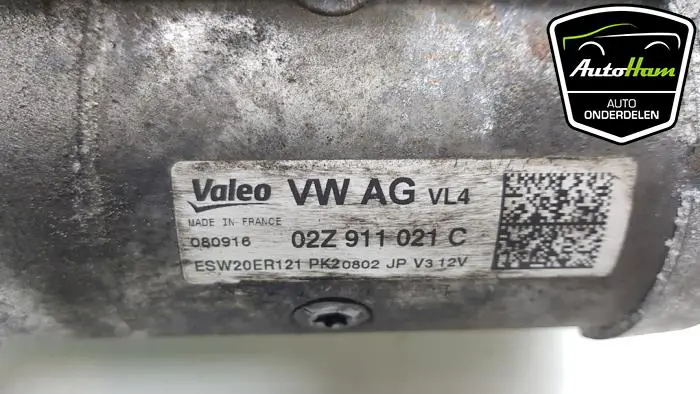 AutoHam
AUTO
ONDERDELEN
Valeo VW AG VL4
MADE IN FRANCE
080916 02Z 911 021 C
ESW20ER121 PK20802 JP V3 12V